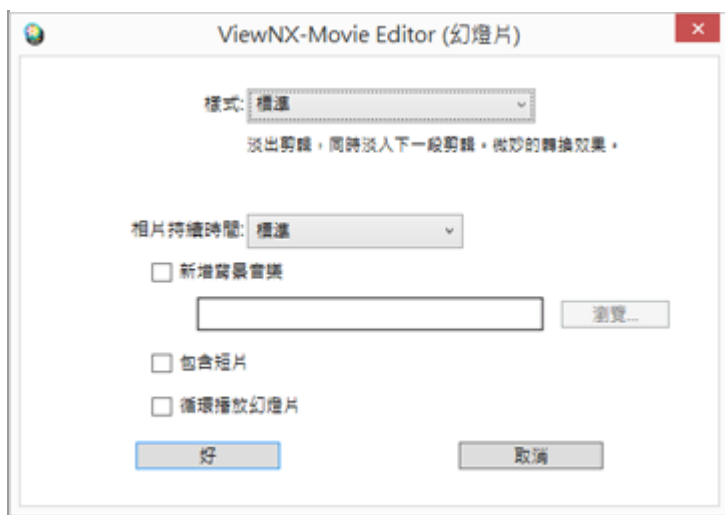 ViewNX-Movie Editor (幻燈片)
樣式: 標準
淡出剪輯，同時淡入下一段剪輯。微妙的轉換效果。
相片持續時間: 標準
新增背景音樂
瀏覽...
包含短片
循環播放幻燈片
好 取消